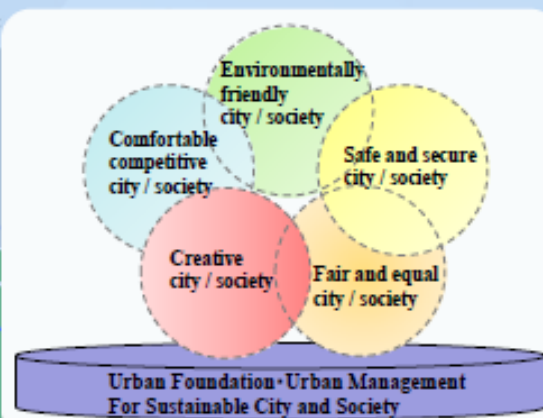 Environmentally
friendly
city / society
Comfortable
competitive
city / society
Safe and secure
city / society
Creative
city / society
Fair and equal
city / society
Urban Foundation・Urban Management
For Sustainable City and Society